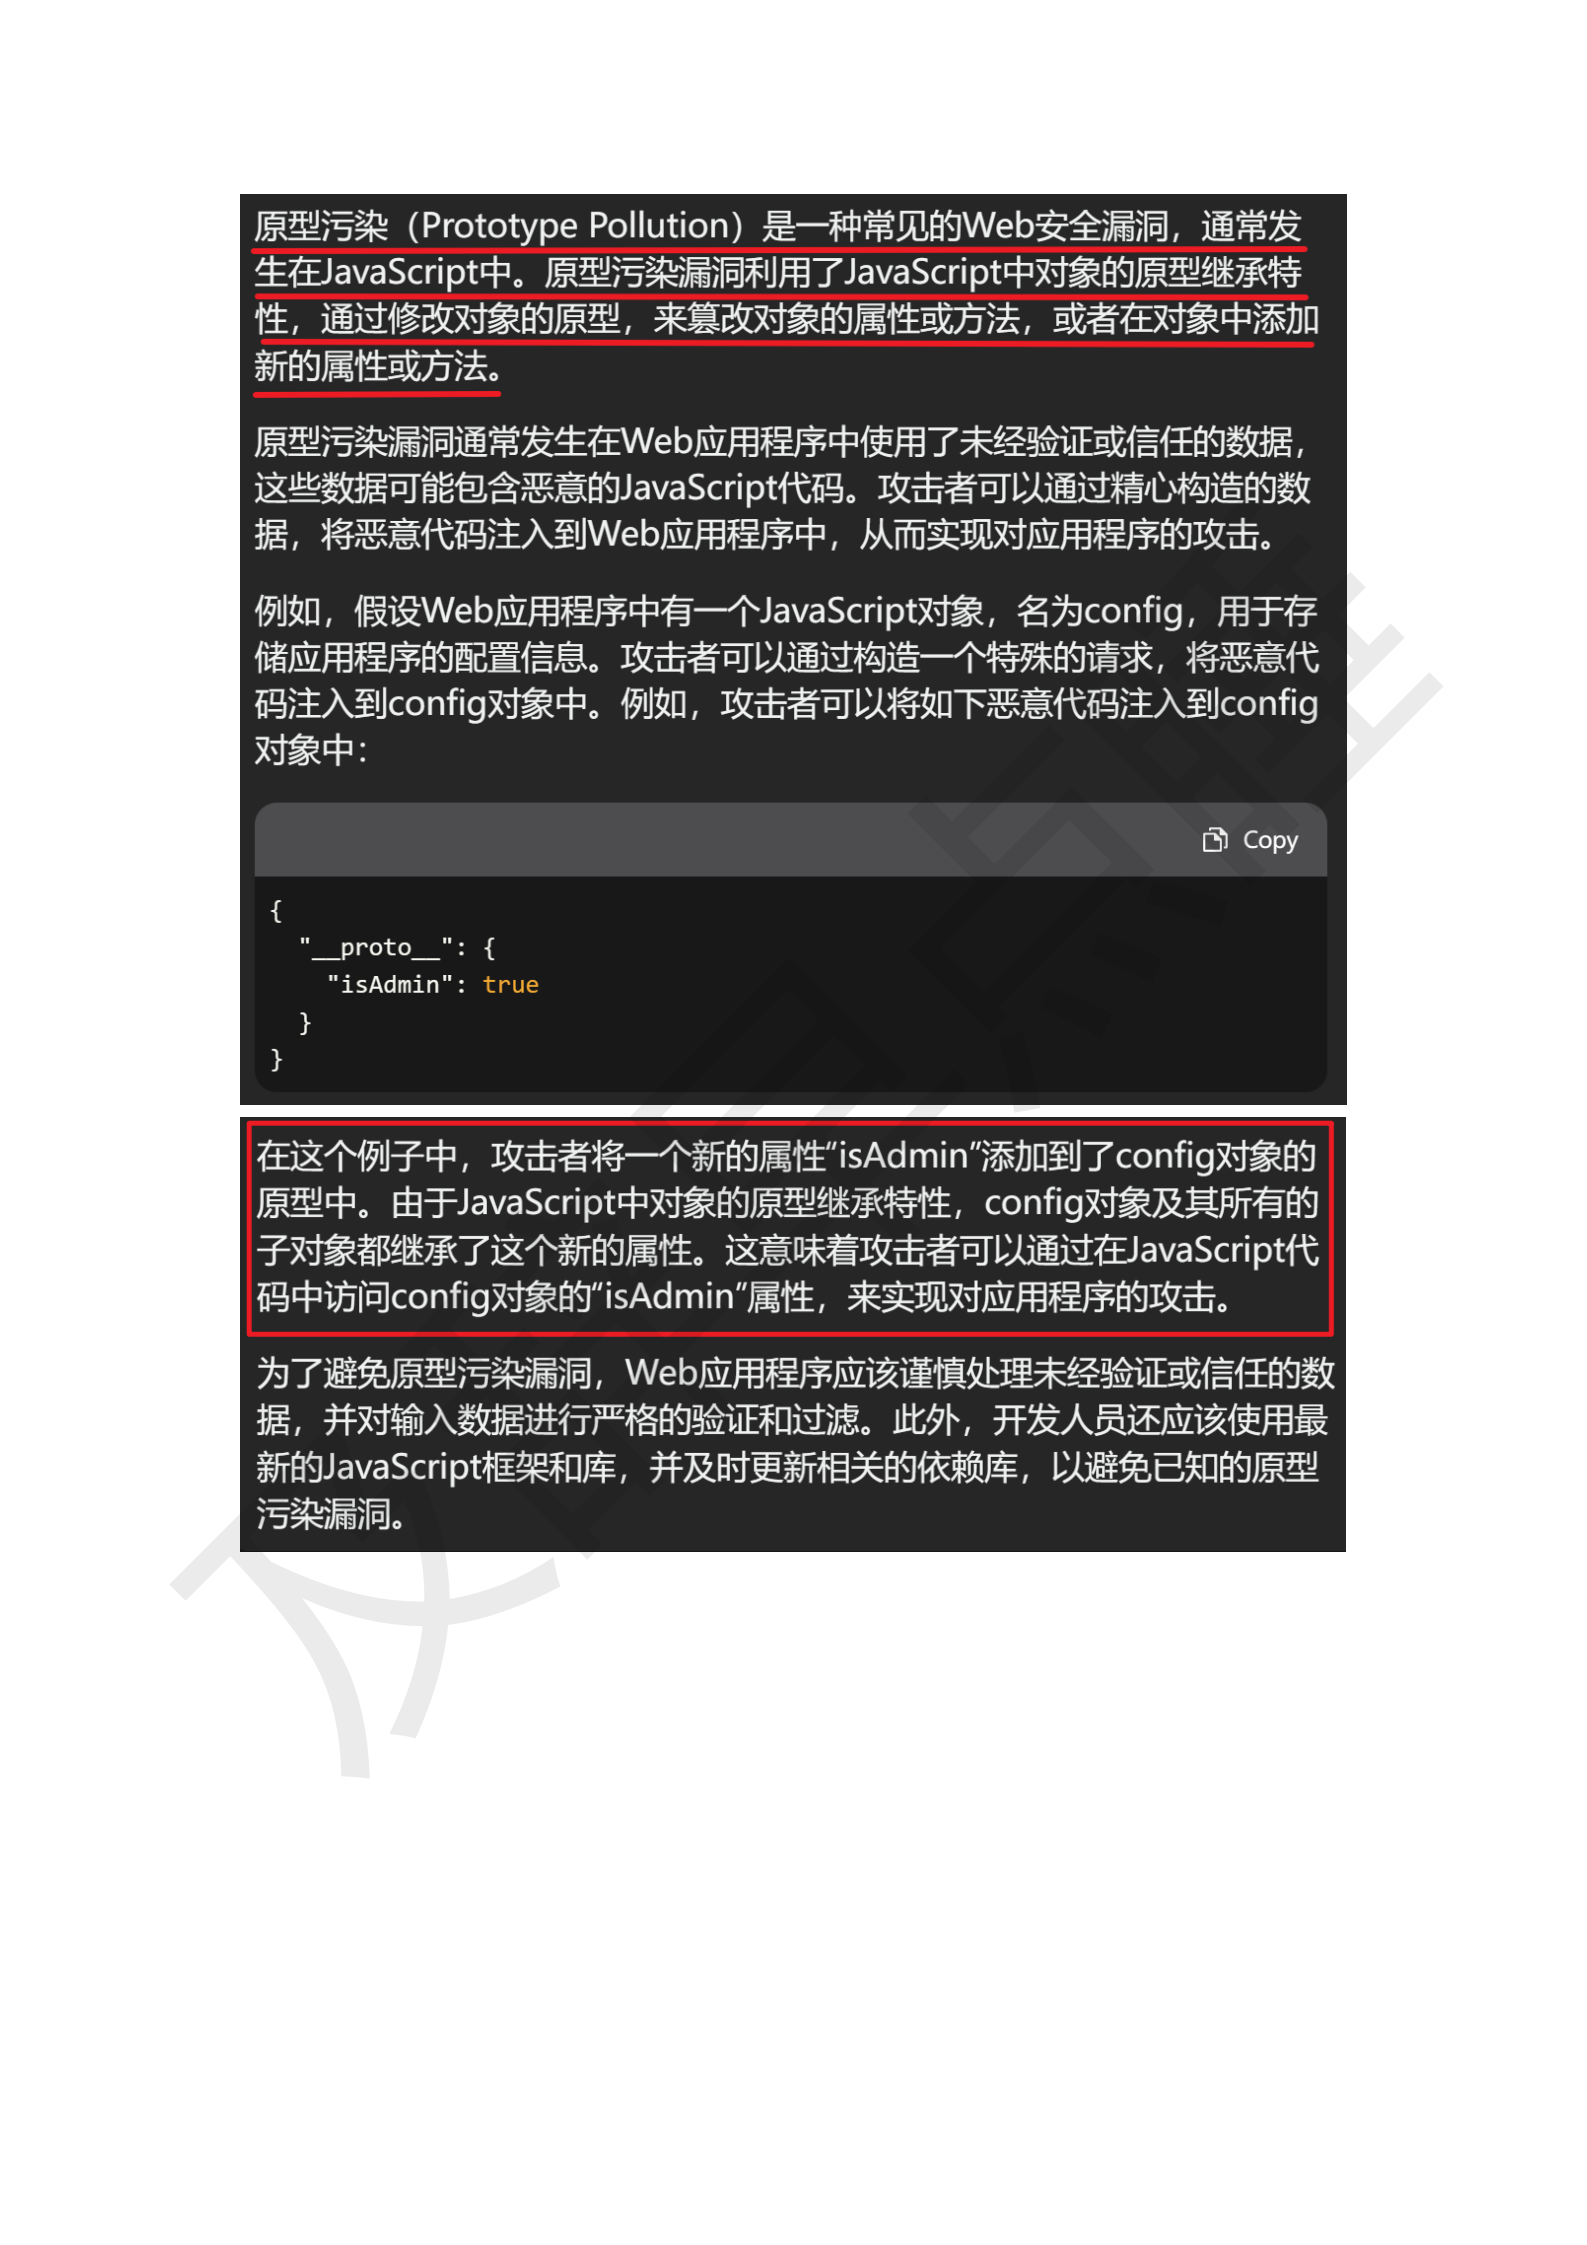 原型污染（Prototype Pollution）是一种常见的Web安全漏洞，通常发
生在JavaScript中。原型污染漏洞利用了JavaScript中对象的原型继承特
性，通过修改对象的原型，来篡改对象的属性或方法，或者在对象中添加
新的属性或方法。
原型污染漏洞通常发生在Web应用程序中使用了未经验证或信任的数据，
这些数据可能包含恶意的JavaScript代码。攻击者可以通过精心构造的数
据，将恶意代码注入到Web应用程序中，从而实现对应用程序的攻击。
例如，假设Web应用程序中有一个JavaScript对象，名为config，用于存
储应用程序的配置信息。攻击者可以通过构造一个特殊的请求，将恶意代
码注入到config对象中。例如，攻击者可以将如下恶意代码注入到config
对象中：
Copy
{
  "__proto__": {
    "isAdmin": true
  }
}
在这个例子中，攻击者将一个新的属性“isAdmin”添加到了config对象的
原型中。由于JavaScript中对象的原型继承特性，config对象及其所有的
子对象都继承了这个新的属性。这意味着攻击者可以通过在JavaScript代
码中访问config对象的“isAdmin”属性，来实现对应用程序的攻击。
为了避免原型污染漏洞，Web应用程序应该谨慎处理未经验证或信任的数
据，并对输入数据进行严格的验证和过滤。此外，开发人员还应该使用最
新的JavaScript框架和库，并及时更新相关的依赖库，以避免已知的原型
污染漏洞。